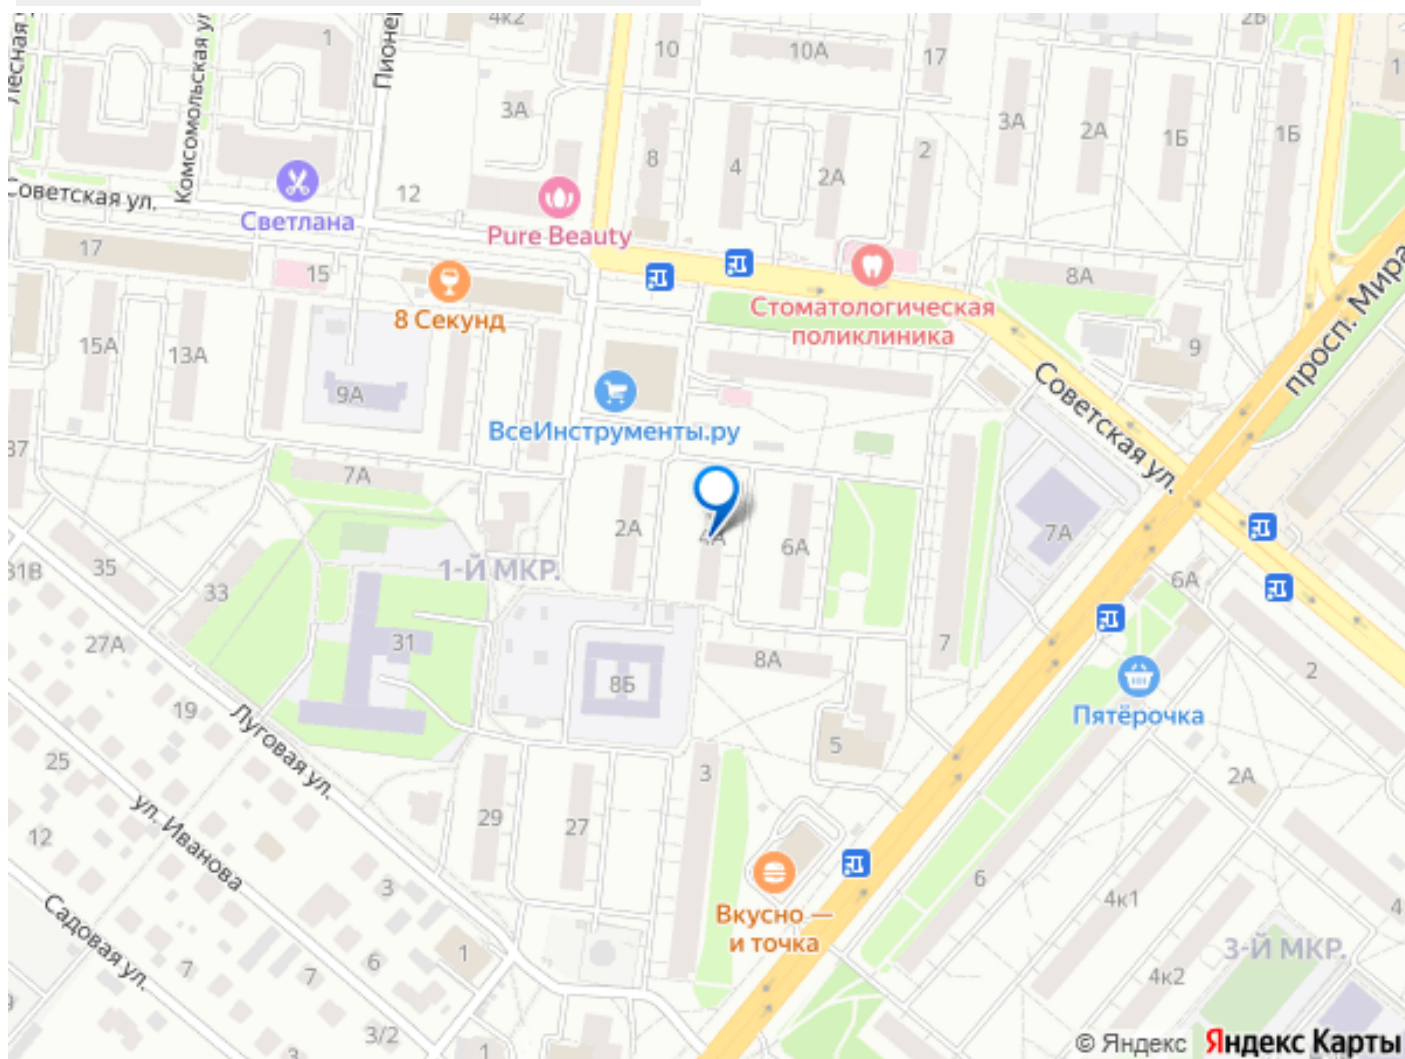 4к2
1
Пионер
10
10А
17
2Б
1
Лесная
Комсомольская ул.
3А
3А
2А
1Б
1Б
8
4
2А
2
Советская ул.
Светлана
12
Pure Beauty
17
15
8 Секунд
Стоматологическая
поликлиника
8А
9
просп. Мира
15А
13А
9А
ВсеИнструменты.ру
Советская ул.
37
7А
2А
4А
6А
7А
1-Й МКР.
31В
35
33
6А
27А
31
8Б
8А
7
2
19
Луговая ул.
Пятёрочка
5
25
3
2А
ул. Иванова
29
27
12
3
6
4к1
4
Вкусно —
и точка
Садовая ул.
7
7
6
1
3-Й МКР.
4к2
3/2
3
1
© Яндекс Яндекс Карты